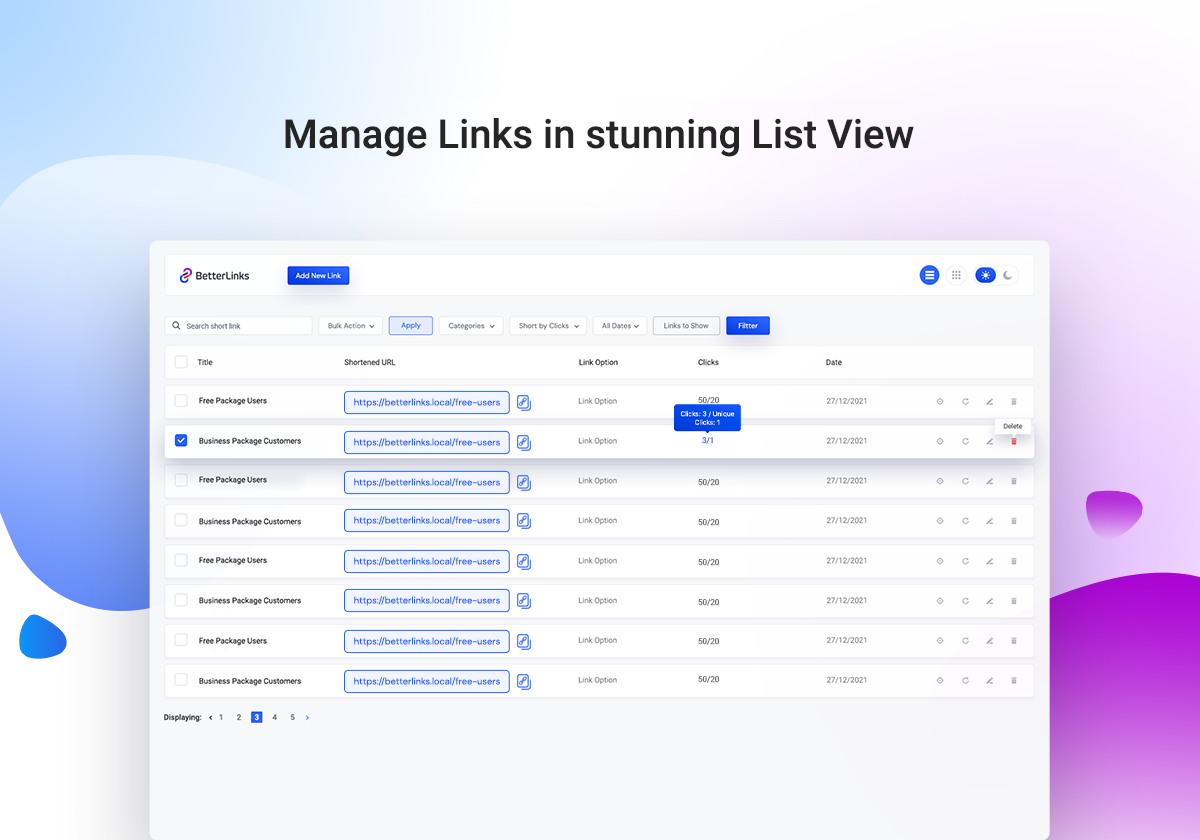 Manage Links in stunning List View
BetterLinks Add New Link
Search short link Bulk Action Apply Categories Short by Clicks All Dates Links to Show Filtter
Title Shortened URL Link Option Clicks Date
Free Package Users https://betterlinks.local/free-users Link Option 50/20 27/12/2021
Clicks: 3 / Unique
Clicks: 1
Delete
Business Package Customers https://betterlinks.local/free-users Link Option 3/1 27/12/2021
Free Package Users https://betterlinks.local/free-users Link Option 50/20 27/12/2021
Business Package Customers https://betterlinks.local/free-users Link Option 50/20 27/12/2021
Free Package Users https://betterlinks.local/free-users Link Option 50/20 27/12/2021
Business Package Customers https://betterlinks.local/free-users Link Option 50/20 27/12/2021
Free Package Users https://betterlinks.local/free-users Link Option 50/20 27/12/2021
Business Package Customers https://betterlinks.local/free-users Link Option 50/20 27/12/2021
Displaying: 1 2 3 4 5